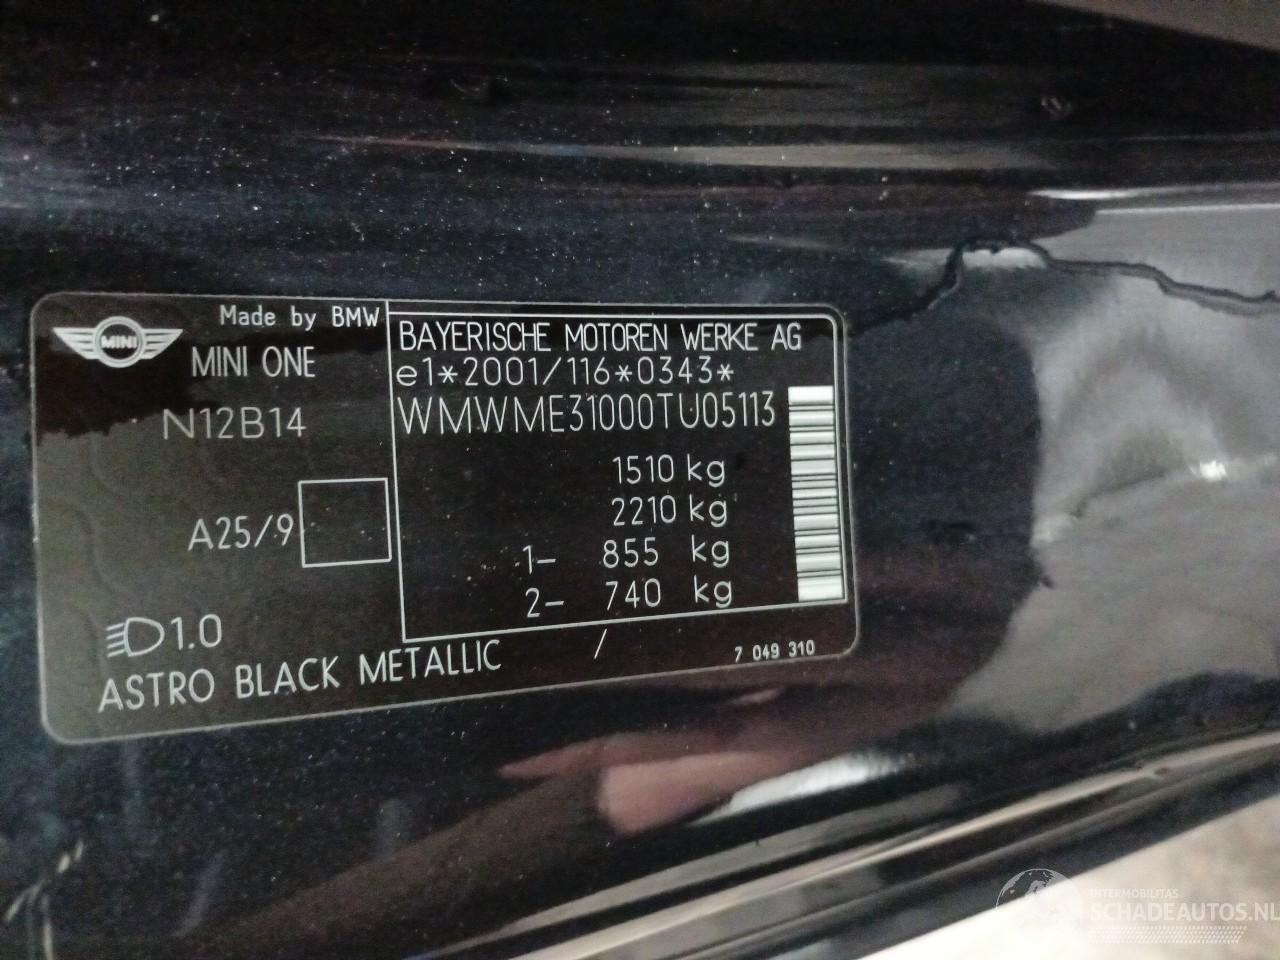 Made by BMW
MINI
MINI ONE
N12B14
A25/9
1.0
ASTRO BLACK METALLIC /
BAYERISCHE MOTOREN WERKE AG
e1*2001/116*0343*
WMWME31000TU05113
1510 kg
2210 kg
1- 855 kg
2- 740 kg
7 049 310
INTERMOBILITAS
SCHADEAUTOS.NL